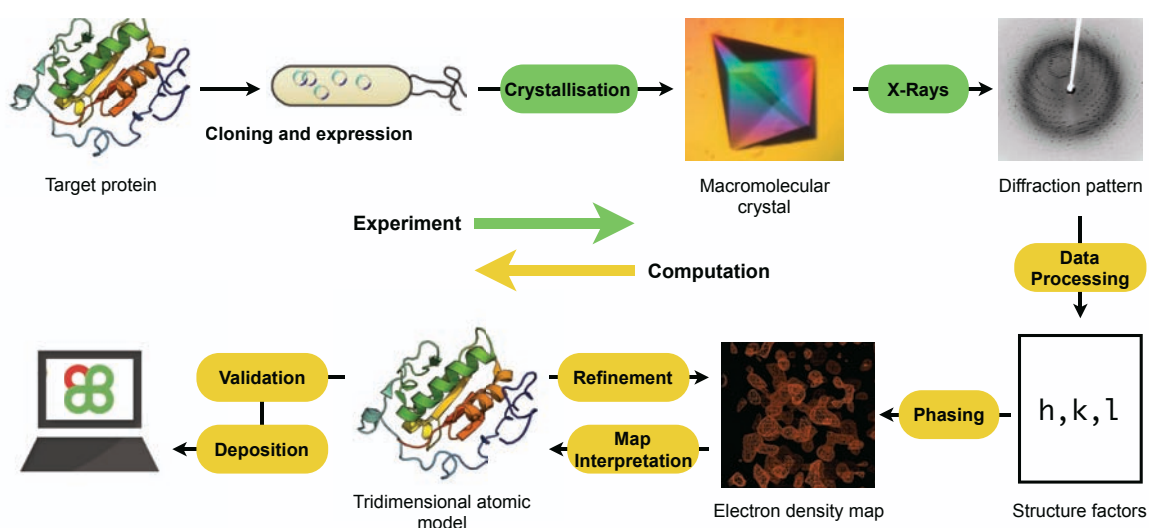 Crystallisation
X-Rays
Cloning and expression
Target protein
Macromolecular
crystal
Diffraction pattern
Experiment
Computation
Data
Processing
Validation
Refinement
h,k,l
Phasing
Deposition
Map
Interpretation
Tridimensional atomic
model
Electron density map
Structure factors